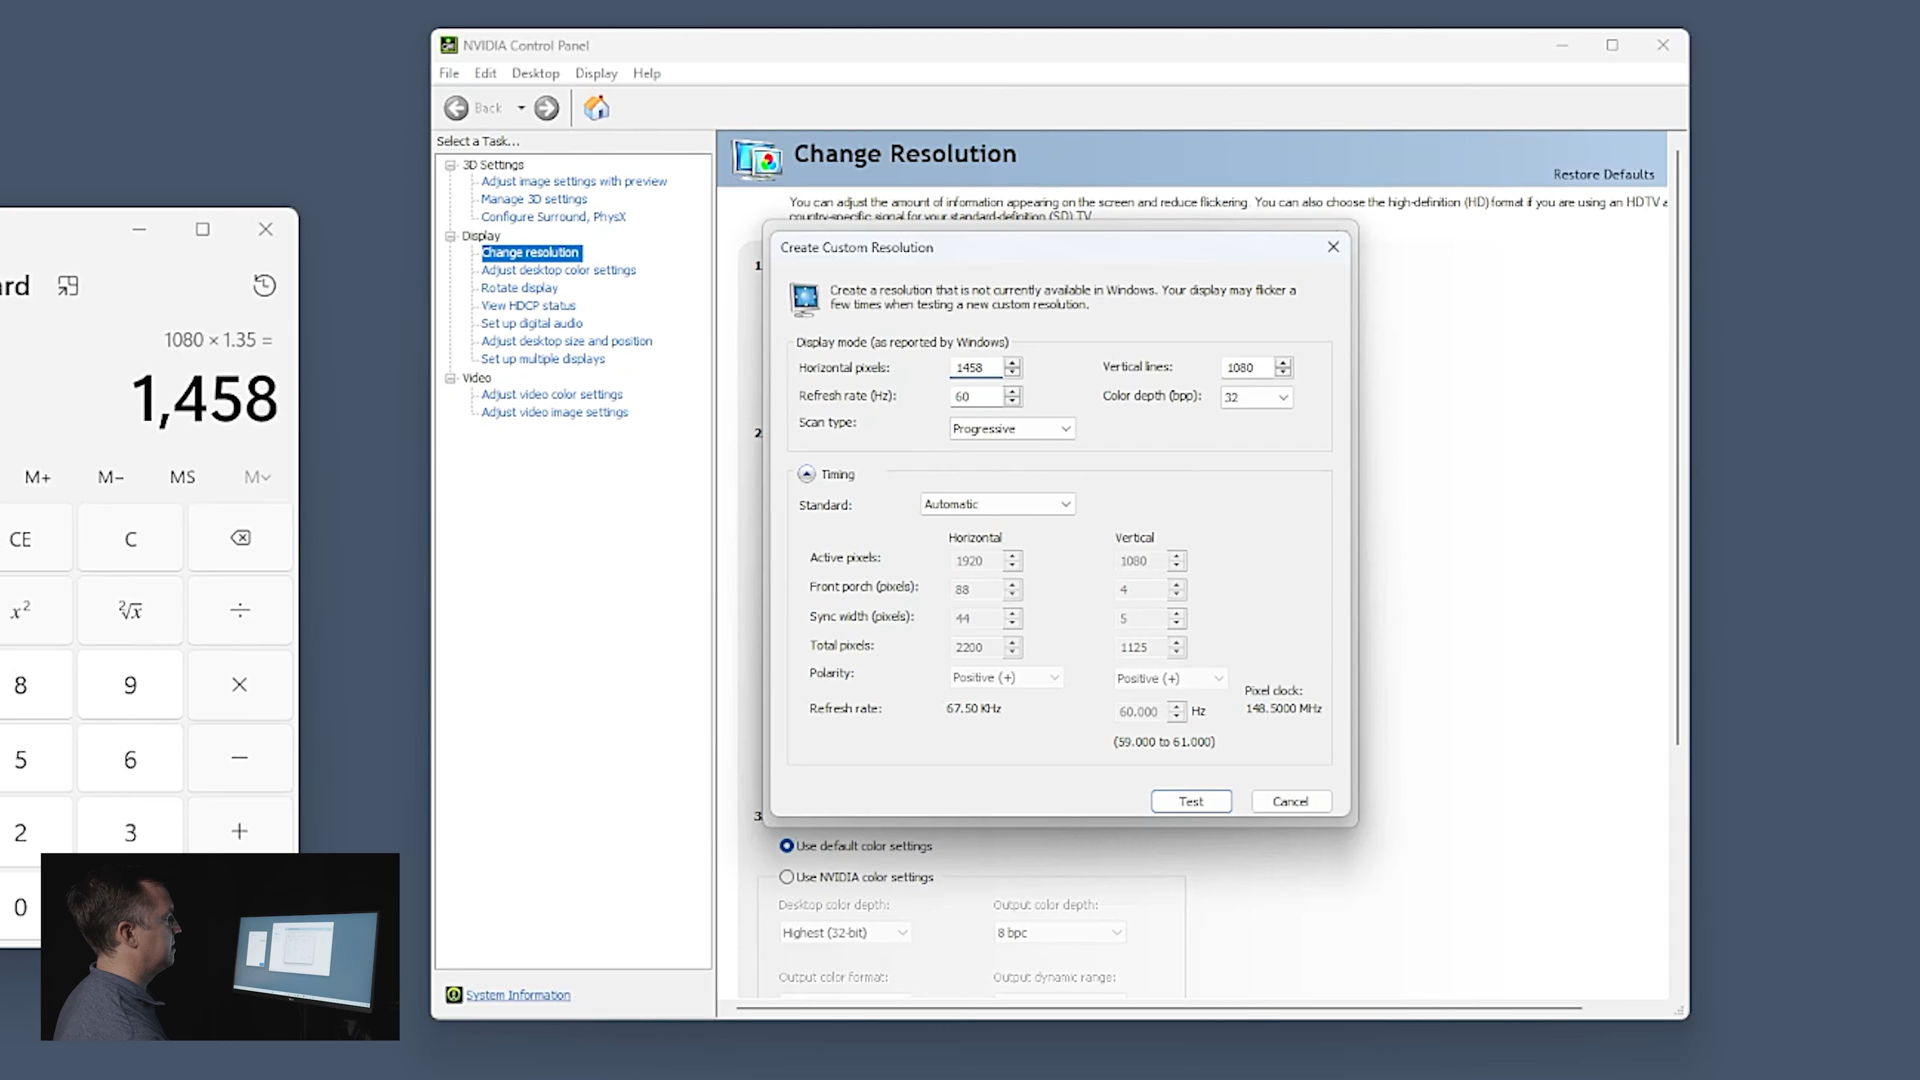 NVIDIA Control Panel
File Edit Desktop Display Help
Back
Select a Task...
3D Settings
Adjust image settings with preview
Manage 3D settings
Configure Surround, PhysX
Display
Change resolution
Adjust desktop color settings
Rotate display
View HDCP status
Set up digital audio
Adjust desktop size and position
Set up multiple displays
Video
Adjust video color settings
Adjust video image settings
System Information
Change Resolution
Restore Defaults
You can adjust the amount of information appearing on the screen and reduce flickering. You can also choose the high-definition (HD) format if you are using an HDTV a
country-specific signal for your standard-definition (SD) TV
1.
2.
3.
Create Custom Resolution
Create a resolution that is not currently available in Windows. Your display may flicker a
few times when testing a new custom resolution.
Display mode (as reported by Windows)
Horizontal pixels: 1458 Vertical lines: 1080
Refresh rate (Hz): 60 Color depth (bpp): 32
Scan type: Progressive
Timing
Standard: Automatic
Horizontal Vertical
Active pixels: 1920 1080
Front porch (pixels): 88 4
Sync width (pixels): 44 5
Total pixels: 2200 1125
Polarity: Positive (+) Positive (+)
Pixel clock:
Refresh rate: 67.50 KHz 60.000 Hz 148.5000 MHz
(59.000 to 61.000)
Test Cancel
Use default color settings
Use NVIDIA color settings
Desktop color depth: Output color depth:
Highest (32-bit) 8 bpc
Output color format: Output dynamic range:
rd
1080 × 1.35 =
1,458
M+ M− MS M
CE C
x² ²√x ÷
8 9 ×
5 6 −
2 3 +
0